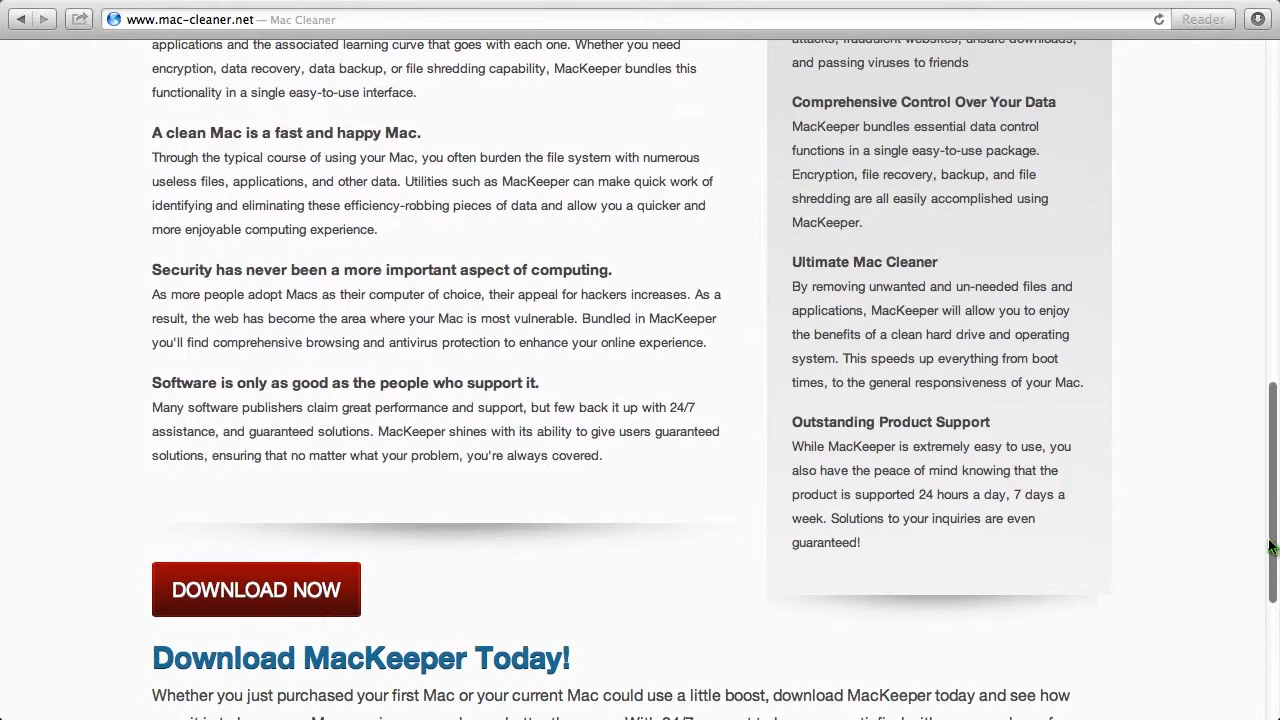 www.mac-cleaner.net — Mac Cleaner
Reader
applications and the associated learning curve that goes with each one. Whether you need
encryption, data recovery, data backup, or file shredding capability, MacKeeper bundles this
functionality in a single easy-to-use interface.
A clean Mac is a fast and happy Mac.
Through the typical course of using your Mac, you often burden the file system with numerous
useless files, applications, and other data. Utilities such as MacKeeper can make quick work of
identifying and eliminating these efficiency-robbing pieces of data and allow you a quicker and
more enjoyable computing experience.
Security has never been a more important aspect of computing.
As more people adopt Macs as their computer of choice, their appeal for hackers increases. As a
result, the web has become the area where your Mac is most vulnerable. Bundled in MacKeeper
you'll find comprehensive browsing and antivirus protection to enhance your online experience.
Software is only as good as the people who support it.
Many software publishers claim great performance and support, but few back it up with 24/7
assistance, and guaranteed solutions. MacKeeper shines with its ability to give users guaranteed
solutions, ensuring that no matter what your problem, you're always covered.
attacks, fraudulent websites, unsafe downloads,
and passing viruses to friends
Comprehensive Control Over Your Data
MacKeeper bundles essential data control
functions in a single easy-to-use package.
Encryption, file recovery, backup, and file
shredding are all easily accomplished using
MacKeeper.
Ultimate Mac Cleaner
By removing unwanted and un-needed files and
applications, MacKeeper will allow you to enjoy
the benefits of a clean hard drive and operating
system. This speeds up everything from boot
times, to the general responsiveness of your Mac.
Outstanding Product Support
While MacKeeper is extremely easy to use, you
also have the peace of mind knowing that the
product is supported 24 hours a day, 7 days a
week. Solutions to your inquiries are even
guaranteed!
DOWNLOAD NOW
Download MacKeeper Today!
Whether you just purchased your first Mac or your current Mac could use a little boost, download MacKeeper today and see how